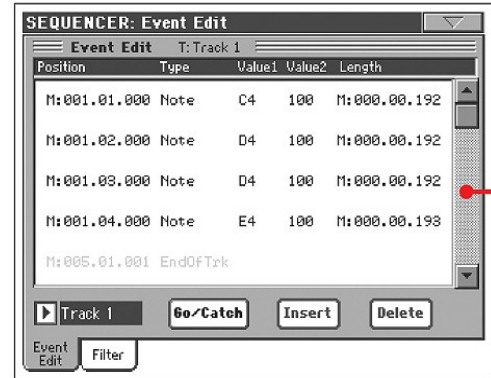 SEQUENCER: Event Edit
Event Edit T: Track 1
Position Type Value1 Value2 Length
M:001.01.000 Note C4 100 M:000.00.192
M:001.02.000 Note D4 100 M:000.00.192
M:001.03.000 Note D4 100 M:000.00.192
M:001.04.000 Note E4 100 M:000.00.193
M:005.01.001 EndOfTrk
Track 1 Go/Catch Insert Delete
Event Edit Filter